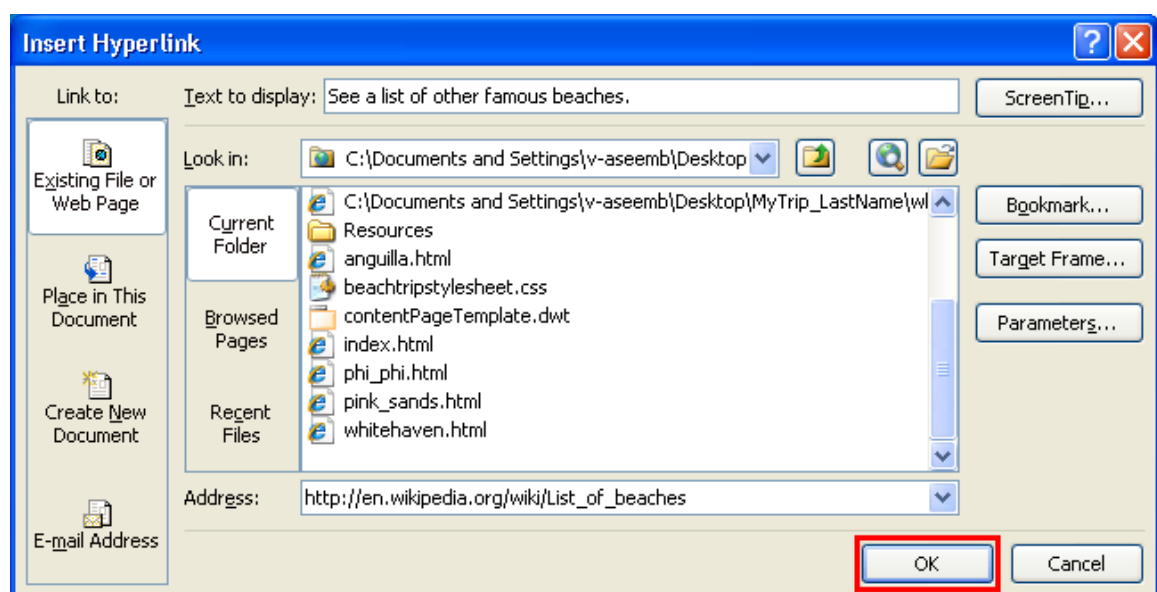 Insert Hyperlink
Link to:
Text to display: See a list of other famous beaches.
ScreenTip...
Existing File or
Web Page
Place in This
Document
Create New
Document
E-mail Address
Look in: C:\Documents and Settings\v-aseemb\Desktop
Current
Folder
Browsed
Pages
Recent
Files
C:\Documents and Settings\v-aseemb\Desktop\MyTrip_LastName\wl
Resources
anguilla.html
beachtripstylesheet.css
contentPageTemplate.dwt
index.html
phi_phi.html
pink_sands.html
whitehaven.html
Bookmark...
Target Frame...
Parameters...
Address: http://en.wikipedia.org/wiki/List_of_beaches
OK
Cancel